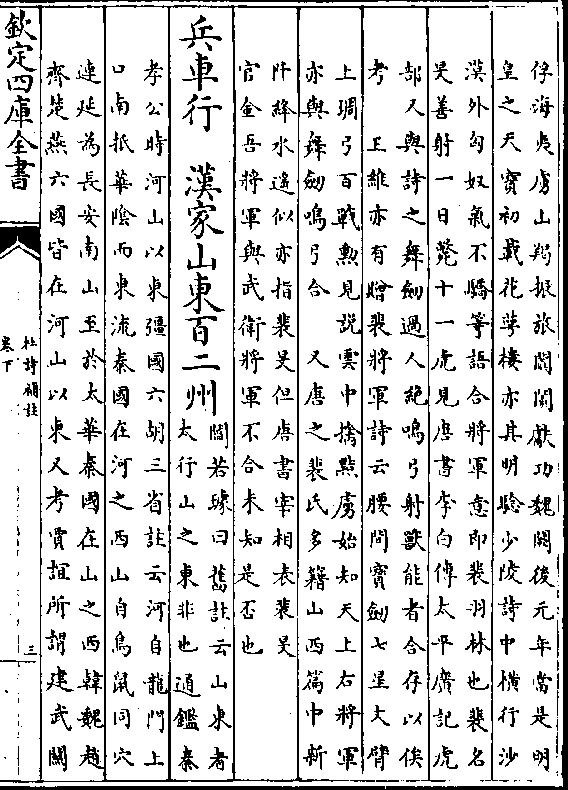 俘海夷虜山羯振旅閶闔獻功魏闕後元年當是明
皇之天寶初載花萼樓亦其明騐少陵詩中橫行沙
漠外匈奴氣不驕等語合將軍意即裴羽林也裴名
旻善射一日斃十一虎見唐書李白傳太平廣記虎
部又與詩之舞劍過人絶鳴弓射獸能者合存以俟
考 王維亦有贈裴將軍詩云腰間寶劍七星文臂
上琱弓百戰勲見說雲中擒黠虜始知天上右將軍
亦與舞劍鳴弓合 又唐之裴氏多籍山西篇中新
阡絳水遥似亦指裴旻但唐書宰相表裴旻
官金吾將軍與武衛將軍不合未知是否也
兵車行 漢家山東百二州
閻若璩曰舊註云山東者
太行山之東非也通鑑秦
孝公時河山以東彊國六胡三省註云河自龍門上
口南抵華陰而東流秦國在河之西山自鳥鼠同穴
連延為長安南山至於太華秦國在山之西韓魏趙
齊楚燕六國皆在河山以東又考賈誼所謂建武關
欽定四庫全書
杜詩補註
卷下
三